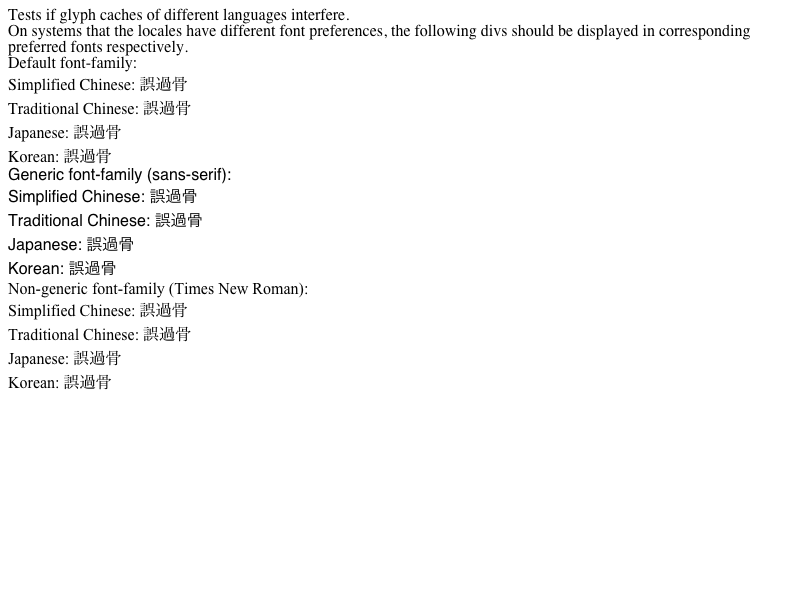 Tests if glyph caches of different languages interfere.
On systems that the locales have different font preferences, the following divs should be displayed in corresponding
preferred fonts respectively.
Default font-family:
Simplified Chinese: 誤過骨
Traditional Chinese: 誤過骨
Japanese: 誤過骨
Korean: 誤過骨
Generic font-family (sans-serif):
Simplified Chinese: 誤過骨
Traditional Chinese: 誤過骨
Japanese: 誤過骨
Korean: 誤過骨
Non-generic font-family (Times New Roman):
Simplified Chinese: 誤過骨
Traditional Chinese: 誤過骨
Japanese: 誤過骨
Korean: 誤過骨